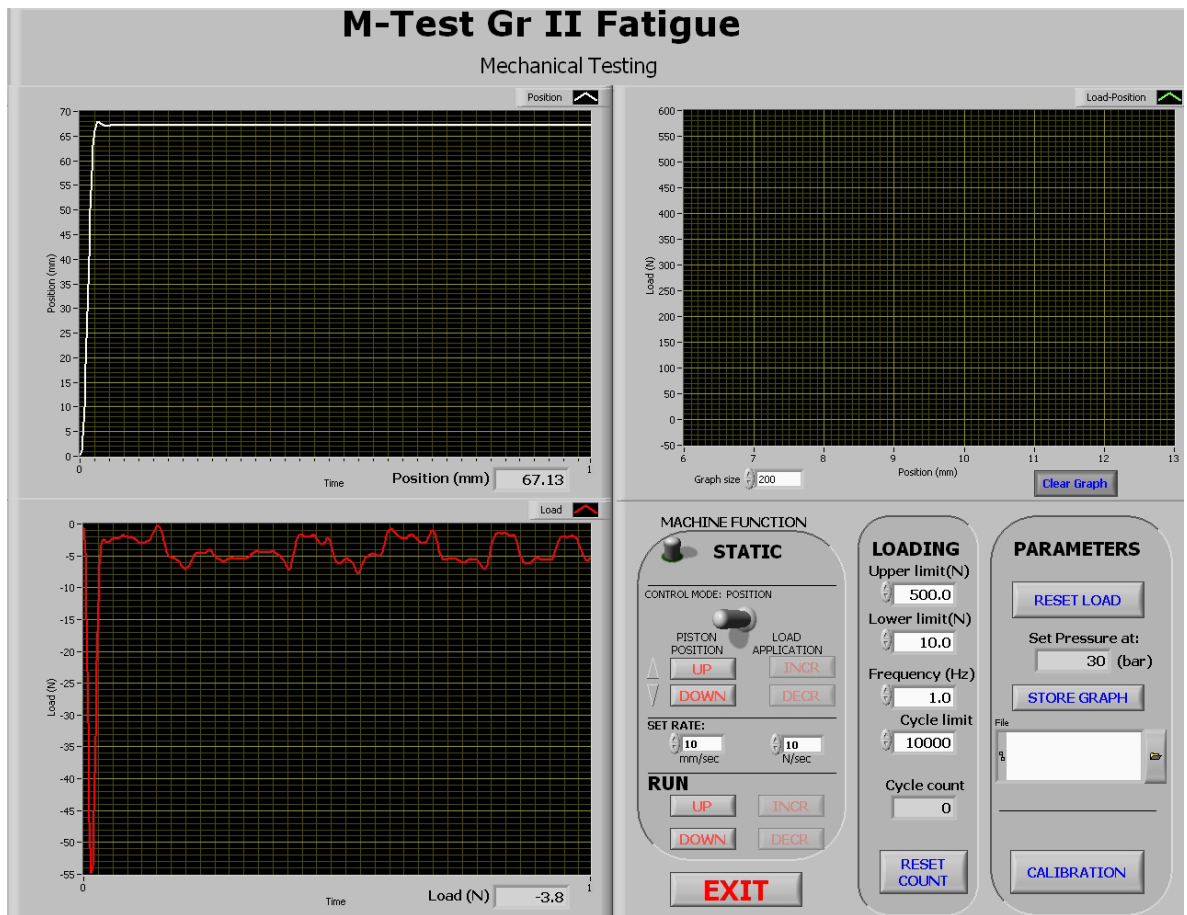 M-Test Gr II Fatigue
Mechanical Testing
Position
70
65
60
55
50
45
40
35
30
25
20
15
10
5
0
Position (mm)
0
1
Time
Position (mm)
67.13
Load-Position
600
550
500
450
400
350
300
250
200
150
100
50
0
-50
Load (N)
6
7
8
9
10
11
12
13
Position (mm)
Graph size
200
Clear Graph
Load
0
-5
-10
-15
-20
-25
-30
-35
-40
-45
-50
-55
Load (N)
0
1
Time
Load (N)
-3.8
MACHINE FUNCTION
STATIC
CONTROL MODE: POSITION
PISTON POSITION
LOAD APPLICATION
UP
INCR
DOWN
DECR
SET RATE:
10
mm/sec
10
N/sec
RUN
UP
INCR
DOWN
DECR
EXIT
LOADING
Upper limit(N)
500.0
Lower limit(N)
10.0
Frequency (Hz)
1.0
Cycle limit
10000
Cycle count
0
RESET
COUNT
PARAMETERS
RESET LOAD
Set Pressure at:
30 (bar)
STORE GRAPH
File
CALIBRATION